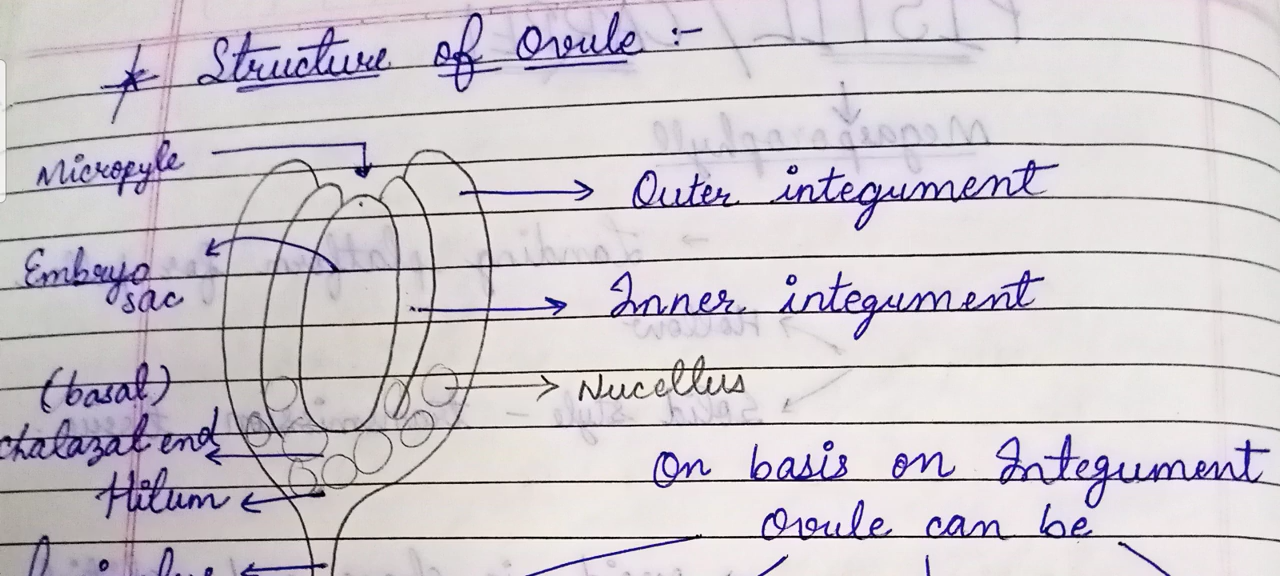 * Structure of Ovule :-
Micropyle
Outer integument
Embryo
sac
Inner integument
(basal)
Nucellus
chalazal end
Hilum
On basis on Integument
Ovule can be